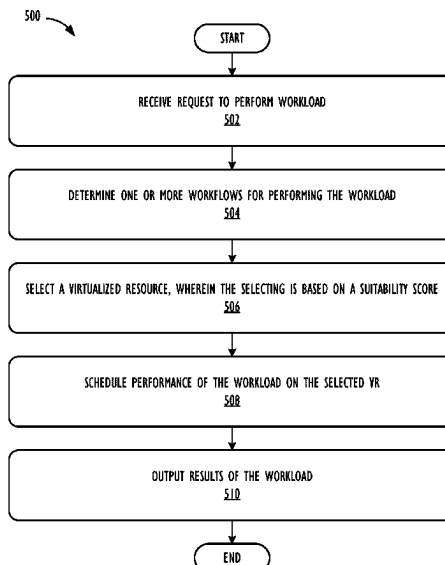 500
START
RECEIVE REQUEST TO PERFORM WORKLOAD
502
DETERMINE ONE OR MORE WORKFLOWS FOR PERFORMING THE WORKLOAD
504
SELECT A VIRTUALIZED RESOURCE, WHEREIN THE SELECTING IS BASED ON A SUITABILITY SCORE
506
SCHEDULE PERFORMANCE OF THE WORKLOAD ON THE SELECTED VR
508
OUTPUT RESULTS OF THE WORKLOAD
510
END